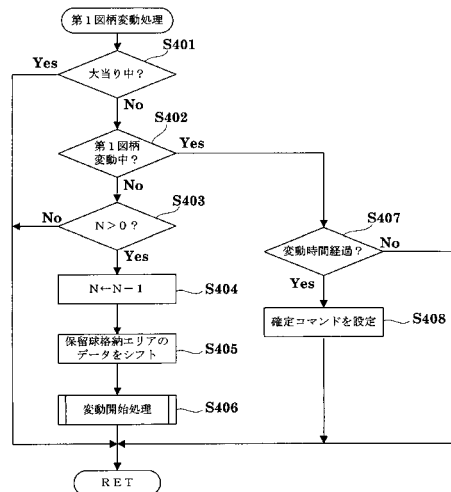 第1図柄変動処理
S401
Yes
大当り中?
No
S402
第1図柄
変動中?
Yes
No
S403
No
N>0?
Yes
S407
変動時間経過?
No
Yes
N←N-1
S404
確定コマンドを設定
S408
保留球格納エリアの
データをシフト
S405
変動開始処理
S406
RET